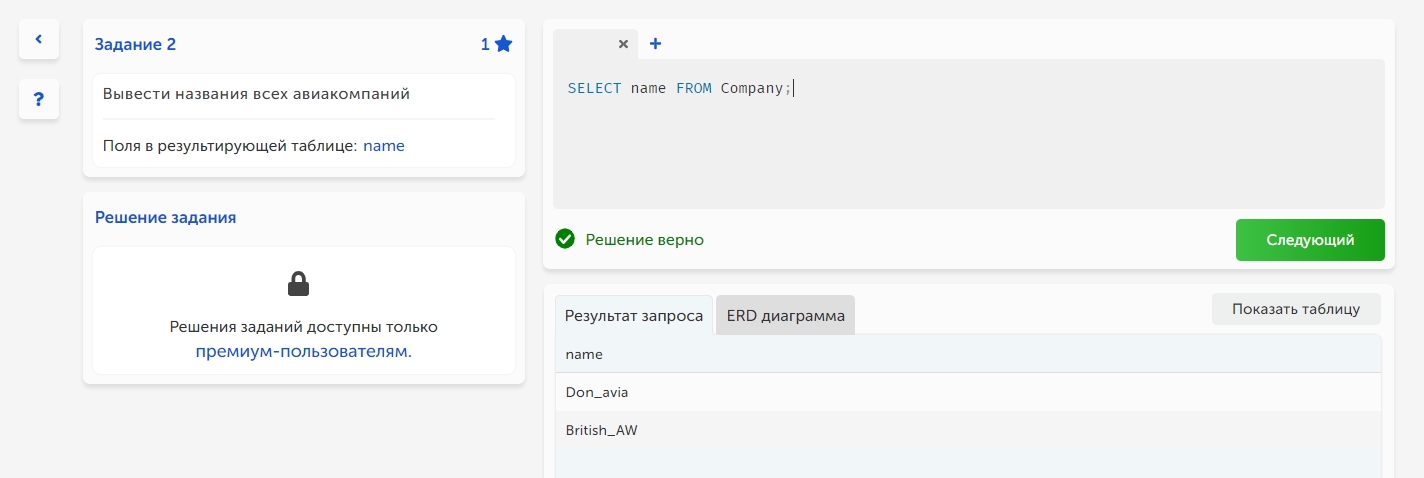 Задание 2
1
?
Вывести названия всех авиакомпаний
Поля в результирующей таблице: name
Решение задания
Решения заданий доступны только
премиум-пользователям.
SELECT name FROM Company;
Решение верно
Следующий
Результат запроса
ERD диаграмма
Показать таблицу
name
Don_avia
British_AW